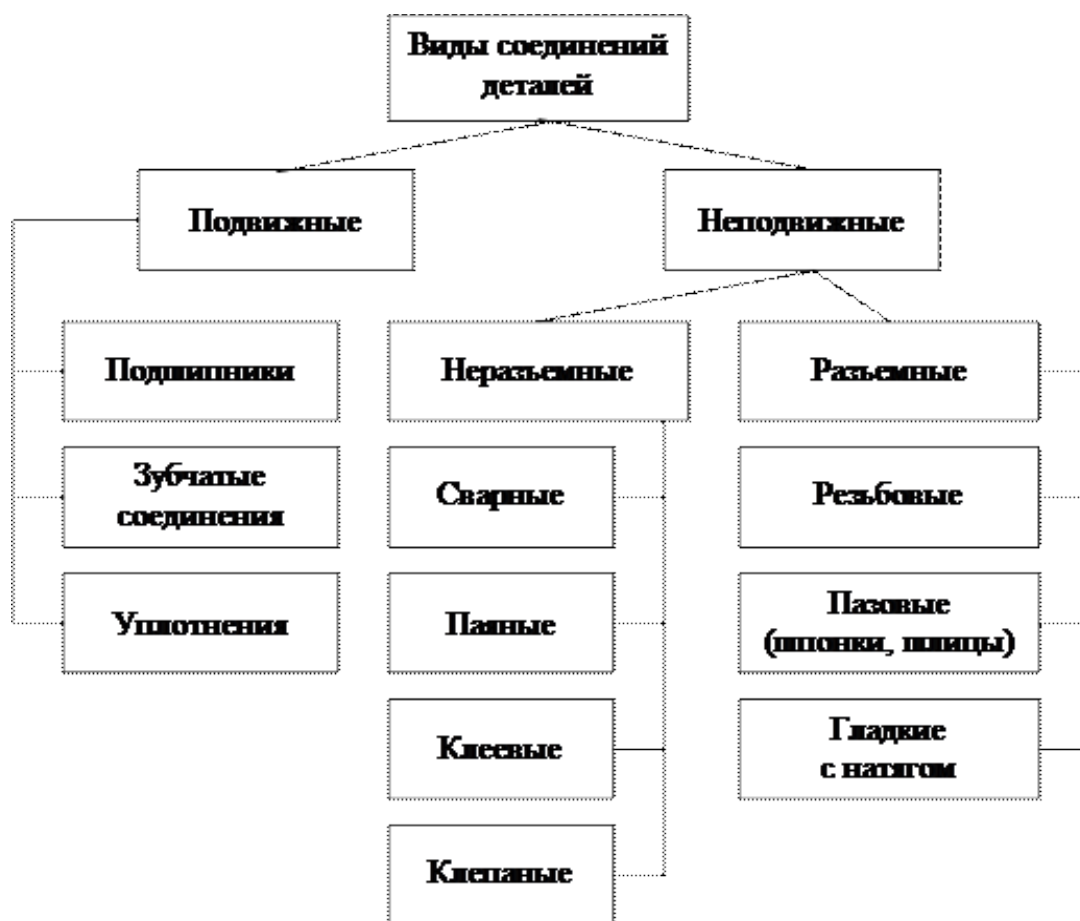 Виды соединений
деталей
Подвижные
Неподвижные
Подшипники
Неразъемные
Разъемные
Зубчатые
соединения
Сварные
Резьбовые
Уплотнения
Паяные
Пазовые
(шпонки, шлицы)
Клеевые
Гладкие
с натягом
Клепаные